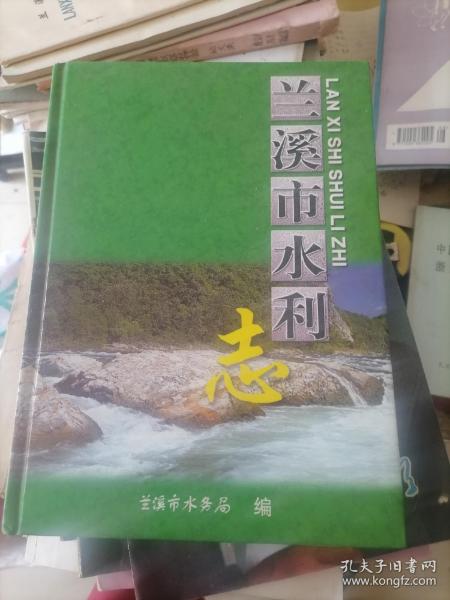 兰溪市水利志
LAN XI SHI SHUI LI ZHI
兰溪市水务局 编
孔夫子旧书网
www.kongfz.com